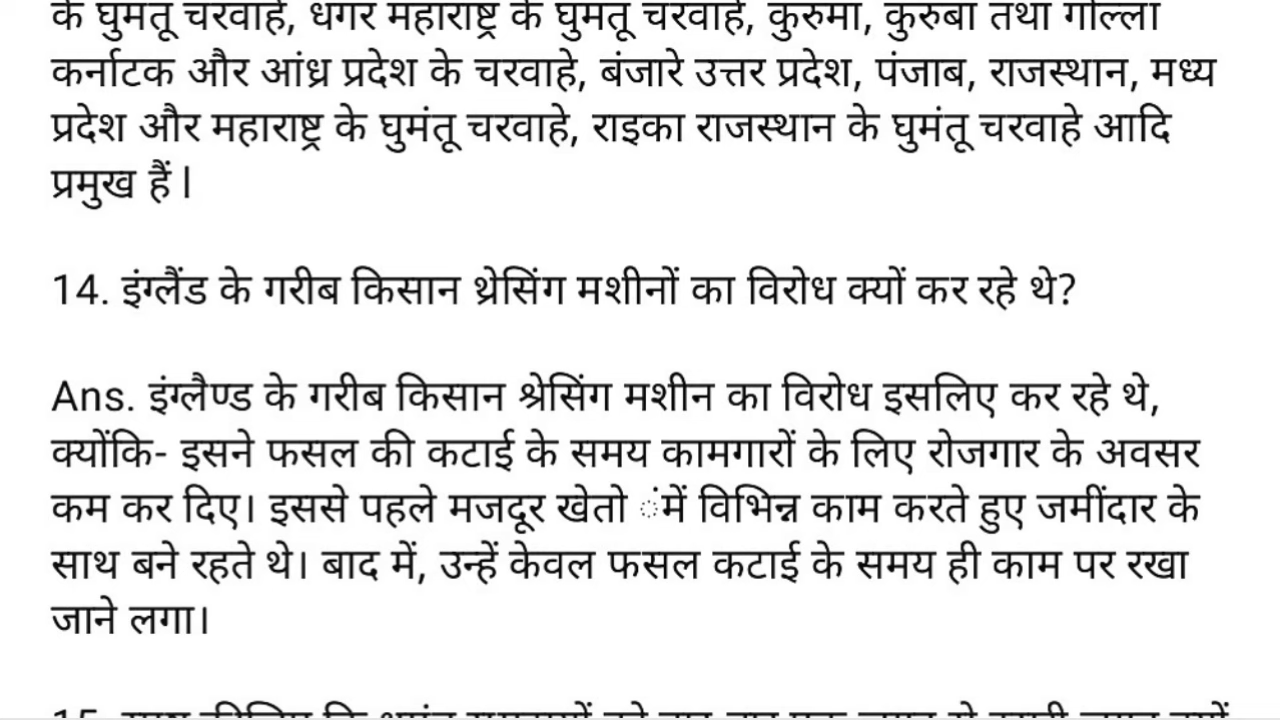 के घुमंतू चरवाहे, धंगर महाराष्ट्र के घुमंतू चरवाहे, कुरुमा, कुरुबा तथा गोल्ला
कर्नाटक और आंध्र प्रदेश के चरवाहे, बंजारे उत्तर प्रदेश, पंजाब, राजस्थान, मध्य
प्रदेश और महाराष्ट्र के घुमंतू चरवाहे, राइका राजस्थान के घुमंतू चरवाहे आदि
प्रमुख हैं l
14. इंग्लैंड के गरीब किसान थ्रेसिंग मशीनों का विरोध क्यों कर रहे थे?
Ans. इंग्लैण्ड के गरीब किसान श्रेसिंग मशीन का विरोध इसलिए कर रहे थे,
क्योंकि- इसने फसल की कटाई के समय कामगारों के लिए रोजगार के अवसर
कम कर दिए। इससे पहले मजदूर खेतो ंमें विभिन्न काम करते हुए जमींदार के
साथ बने रहते थे। बाद में, उन्हें केवल फसल कटाई के समय ही काम पर रखा
जाने लगा।